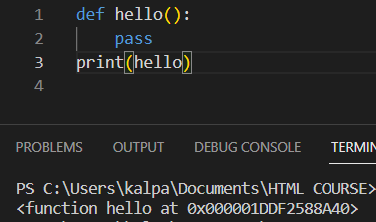 1 def hello():
2     pass
3 print(hello)
4
PROBLEMS OUTPUT DEBUG CONSOLE TERMIN
PS C:\Users\kalpa\Documents\HTML COURSE>
<function hello at 0x000001DDF2588A40>